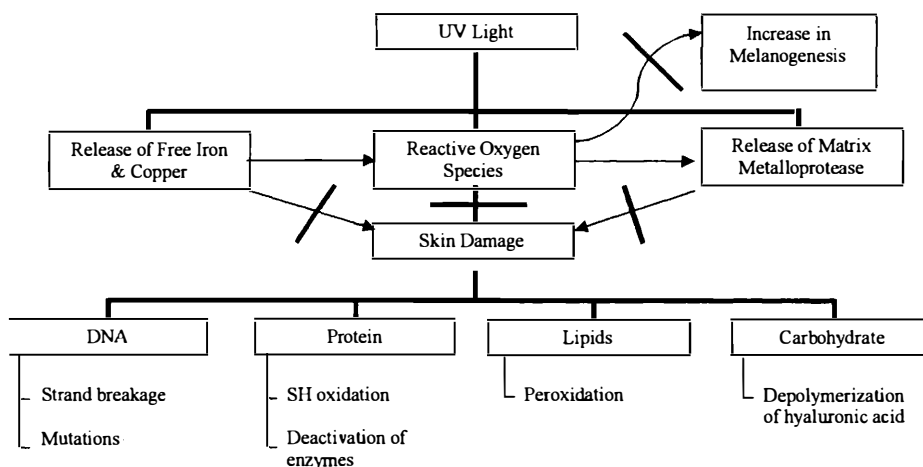 UV Light
Increase in
Melanogenesis
Release of Free Iron
& Copper
Reactive Oxygen
Species
Release of Matrix
Metalloprotease
Skin Damage
DNA
Protein
Lipids
Carbohydrate
Strand breakage
Mutations
SH oxidation
Deactivation of
enzymes
Peroxidation
Depolymerization
of hyaluronic acid